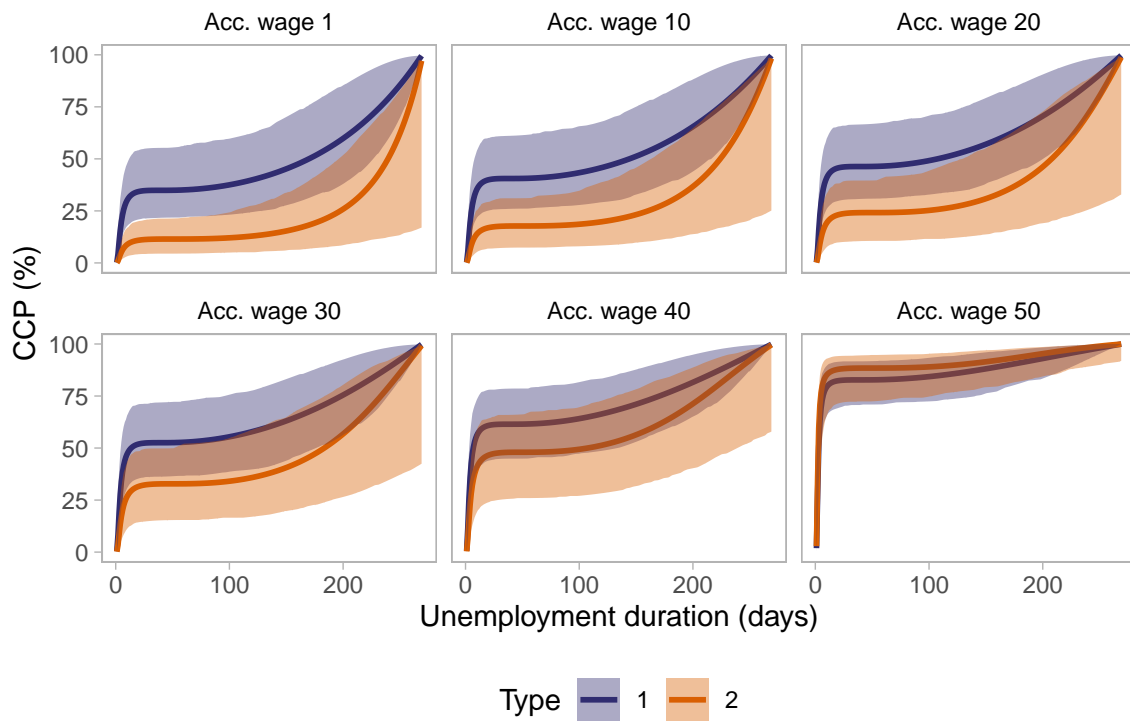 Acc. wage 1 Acc. wage 10 Acc. wage 20
100
75
50
25
0
CCP (%)
Acc. wage 30 Acc. wage 40 Acc. wage 50
100
75
50
25
0
0 100 200 0 100 200 0 100 200
Unemployment duration (days)
Type 1 2